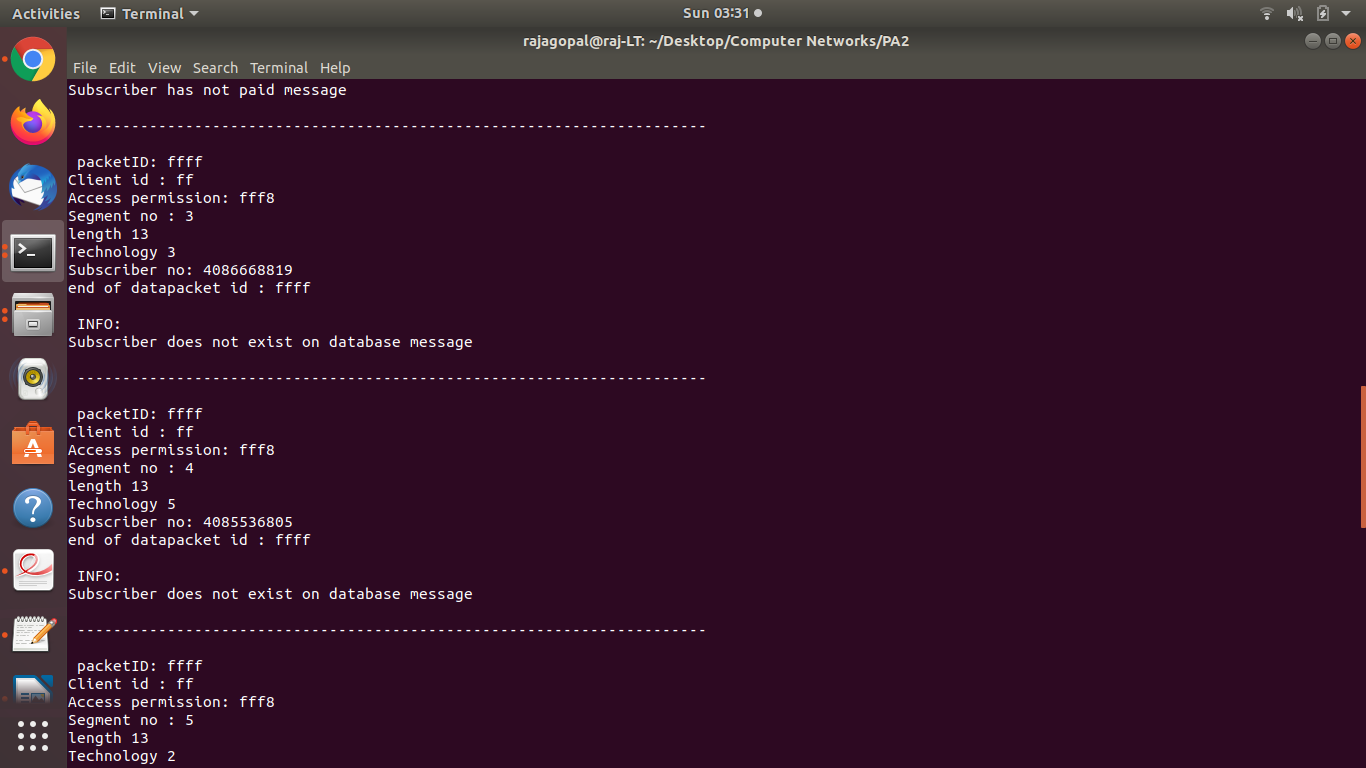 Activities Terminal Sun 03:31
rajagopal@raj-LT: ~/Desktop/Computer Networks/PA2
File Edit View Search Terminal Help
Subscriber has not paid message
----------------------------------------------------------------------
packetID: ffff
Client id : ff
Access permission: fff8
Segment no : 3
length 13
Technology 3
Subscriber no: 4086668819
end of datapacket id : ffff
INFO:
Subscriber does not exist on database message
----------------------------------------------------------------------
packetID: ffff
Client id : ff
Access permission: fff8
Segment no : 4
length 13
Technology 5
Subscriber no: 4085536805
end of datapacket id : ffff
INFO:
Subscriber does not exist on database message
----------------------------------------------------------------------
packetID: ffff
Client id : ff
Access permission: fff8
Segment no : 5
length 13
Technology 2